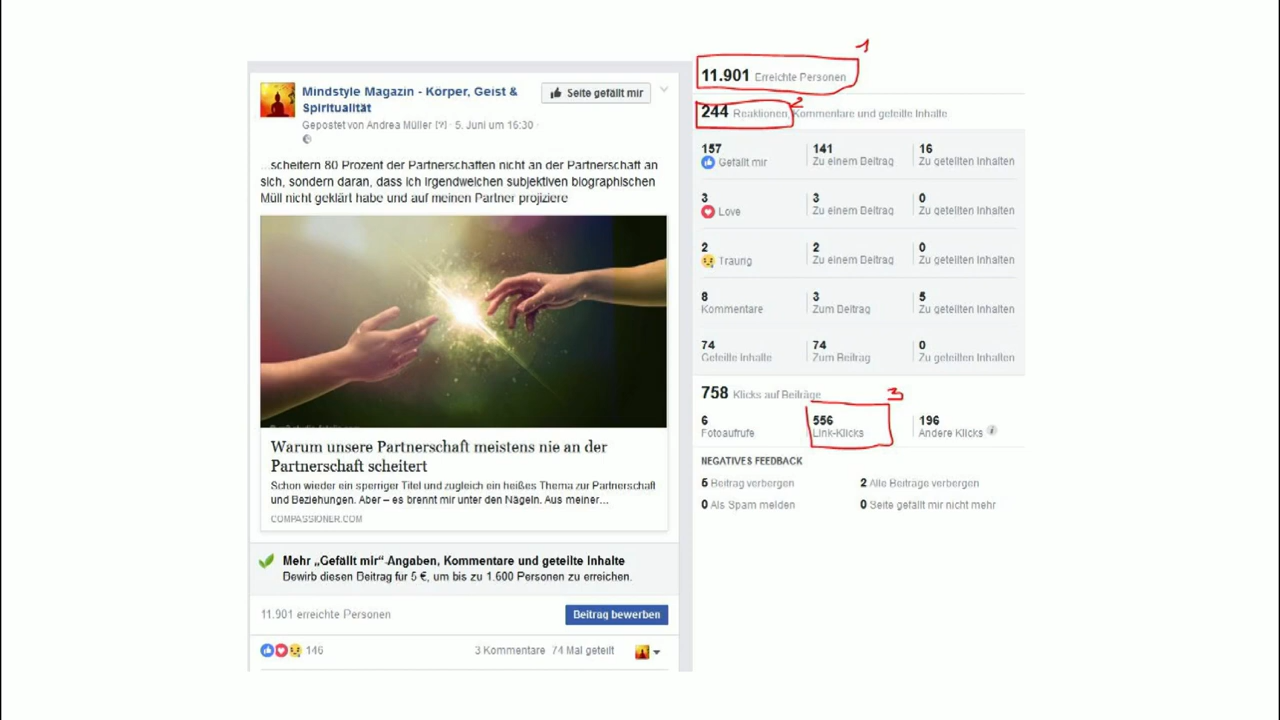 Mindstyle Magazin - Körper, Geist &
Spiritualität
Seite gefällt mir
Gepostet von Andrea Müller [?] · 5. Juni um 16:30 ·
...scheitern 80 Prozent der Partnerschaften nicht an der Partnerschaft an
sich, sondern daran, dass ich irgendwelchen subjektiven biographischen
Müll nicht geklärt habe und auf meinen Partner projiziere
Warum unsere Partnerschaft meistens nie an der
Partnerschaft scheitert
Schon wieder ein sperriger Titel und zugleich ein heißes Thema zur Partnerschaft
und Beziehungen. Aber – es brennt mir unter den Nägeln. Aus meiner...
COMPASSIONER.COM
Mehr „Gefällt mir“-Angaben, Kommentare und geteilte Inhalte
Bewirb diesen Beitrag für 5 €, um bis zu 1.600 Personen zu erreichen.
11.901 erreichte Personen
Beitrag bewerben
146
3 Kommentare 74 Mal geteilt
1
11.901 Erreichte Personen
2
244 Reaktionen, Kommentare und geteilte Inhalte
157 141 16
Gefällt mir Zu einem Beitrag Zu geteilten Inhalten
3 3 0
Love Zu einem Beitrag Zu geteilten Inhalten
2 2 0
Traurig Zu einem Beitrag Zu geteilten Inhalten
8 3 5
Kommentare Zum Beitrag Zu geteilten Inhalten
74 74 0
Geteilte Inhalte Zum Beitrag Zu geteilten Inhalten
758 Klicks auf Beiträge
3
6 556 196
Fotoaufrufe Link-Klicks Andere Klicks
NEGATIVES FEEDBACK
6 Beitrag verbergen 2 Alle Beiträge verbergen
0 Als Spam melden 0 Seite gefällt mir nicht mehr